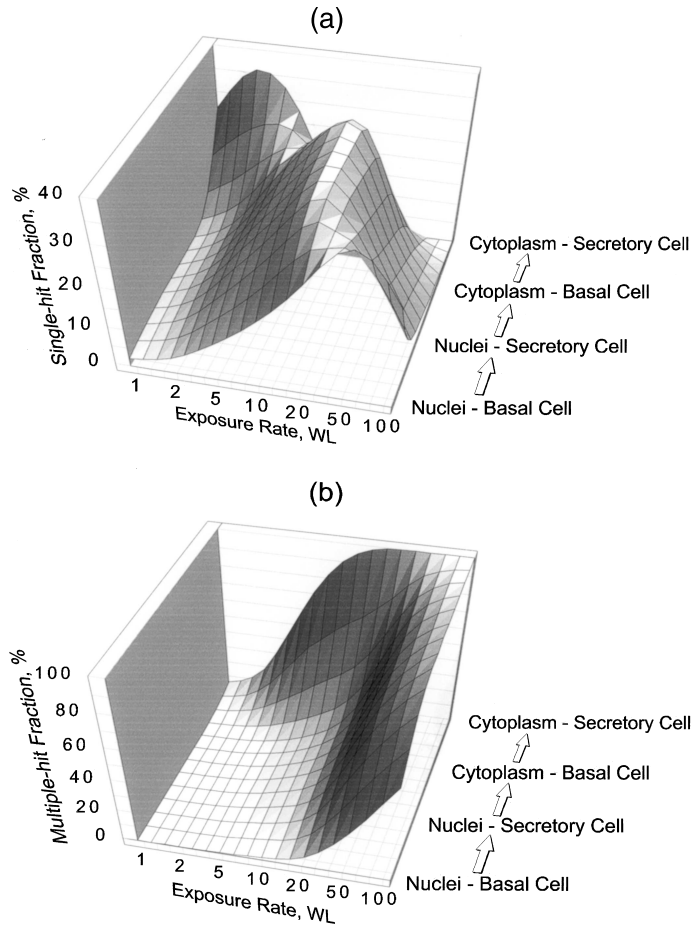 (a)
40
30
20
10
0
Single-hit Fraction, %
1 2 5 10 20 50 100
Exposure Rate, WL
Cytoplasm - Secretory Cell
Cytoplasm - Basal Cell
Nuclei - Secretory Cell
Nuclei - Basal Cell
(b)
100
80
60
40
20
0
Multiple-hit Fraction, %
1 2 5 10 20 50 100
Exposure Rate, WL
Cytoplasm - Secretory Cell
Cytoplasm - Basal Cell
Nuclei - Secretory Cell
Nuclei - Basal Cell